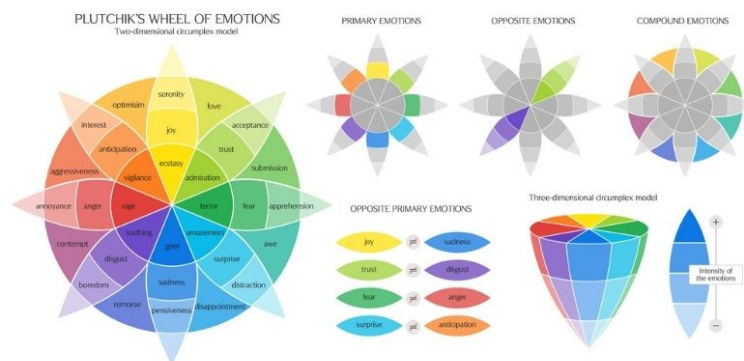 PLUTCHIK'S WHEEL OF EMOTIONS
Two-dimensional circumplex model
serenity
optimisim
love
interest
joy
acceptance
anticipation
trust
aggressiveness
ecstasy
submission
vigilance
admiration
annoyance
anger
rage
terror
fear
apprehension
loathing
amazement
contempt
grief
awe
disgust
surprise
boredom
sadness
distraction
remorse
pensiveness
disappointment
PRIMARY EMOTIONS
OPPOSITE EMOTIONS
COMPOUND EMOTIONS
OPPOSITE PRIMARY EMOTIONS
joy ≠ sadness
trust ≠ disgust
fear ≠ anger
surprise ≠ anticipation
Three-dimensional circumplex model
+
Intensity of
the emotions
−